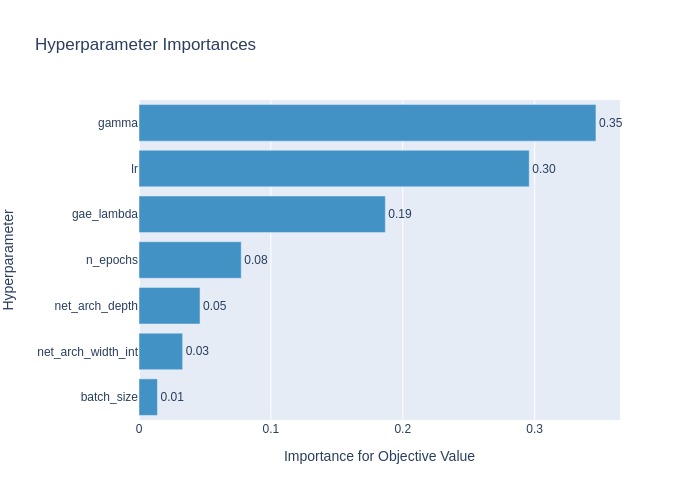 Hyperparameter Importances
Hyperparameter
gamma 0.35
lr 0.30
gae_lambda 0.19
n_epochs 0.08
net_arch_depth 0.05
net_arch_width_int 0.03
batch_size 0.01
0 0.1 0.2 0.3
Importance for Objective Value